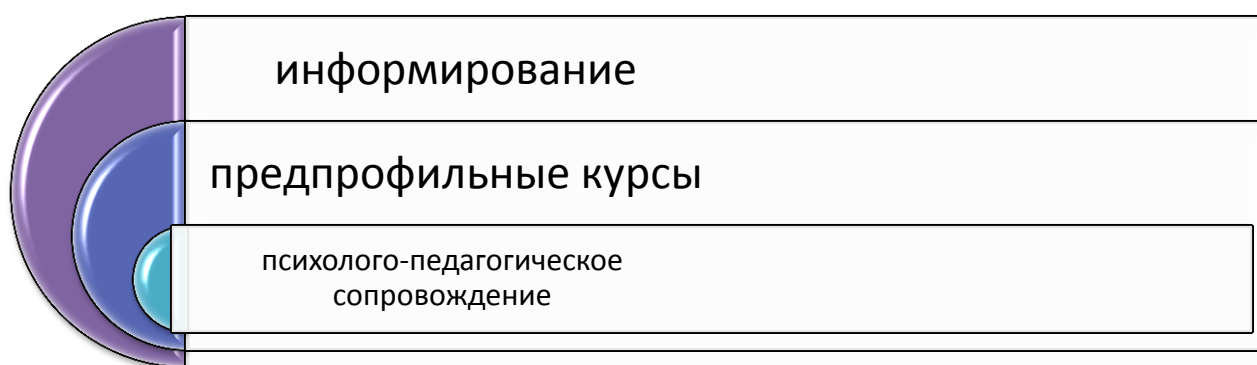 информирование
предпрофильные курсы
психолого-педагогическое
сопровождение